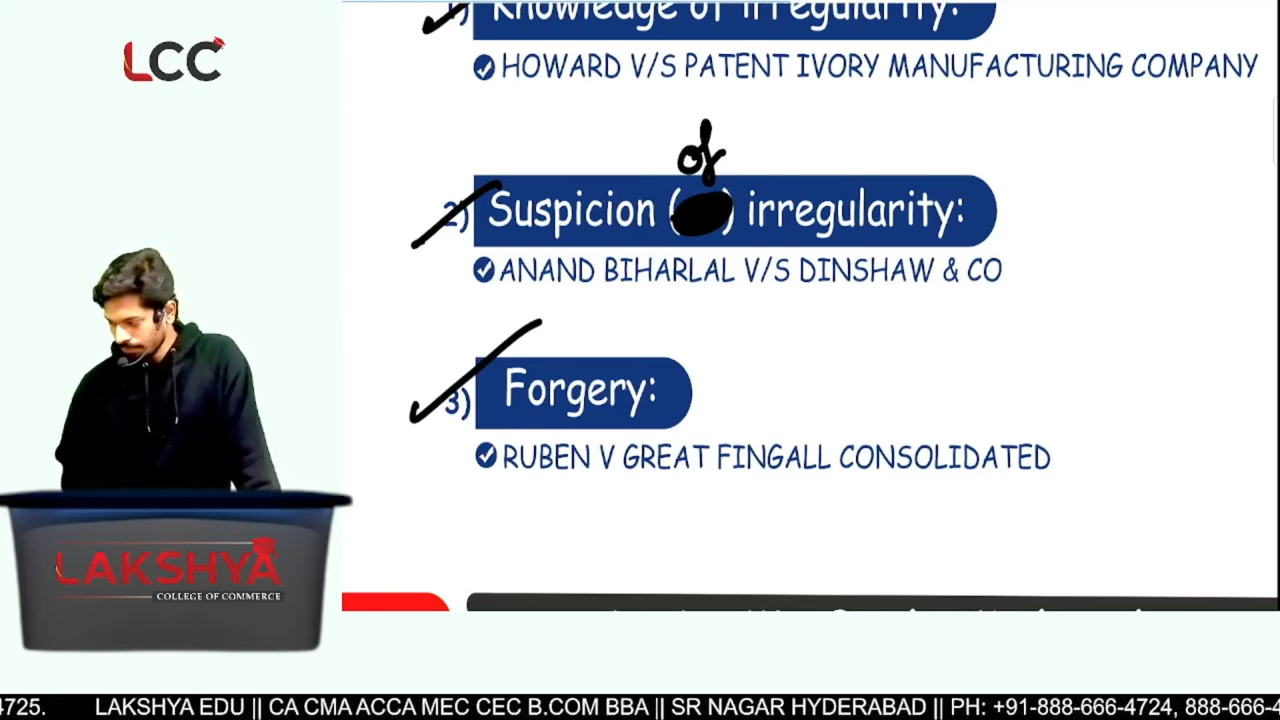 LCC
1) Knowledge of irregularity:
HOWARD V/S PATENT IVORY MANUFACTURING COMPANY
of
2) Suspicion ( ) irregularity:
ANAND BIHARLAL V/S DINSHAW & CO
3) Forgery:
RUBEN V GREAT FINGALL CONSOLIDATED
LAKSHYA
COLLEGE OF COMMERCE
4725. LAKSHYA EDU || CA CMA ACCA MEC CEC B.COM BBA || SR NAGAR HYDERABAD || PH: +91-888-666-4724, 888-666-4